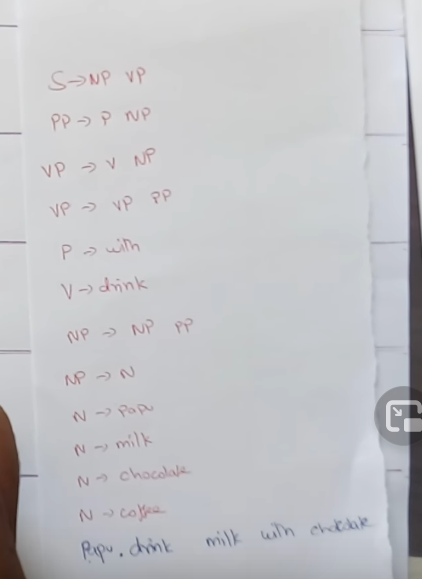 S → NP VP
PP → P NP
VP → V NP
VP → VP PP
P → with
V → drink
NP → NP PP
NP → N
N → Papu
N → milk
N → chocolate
N → coffee
Papu. drink milk with chocolate